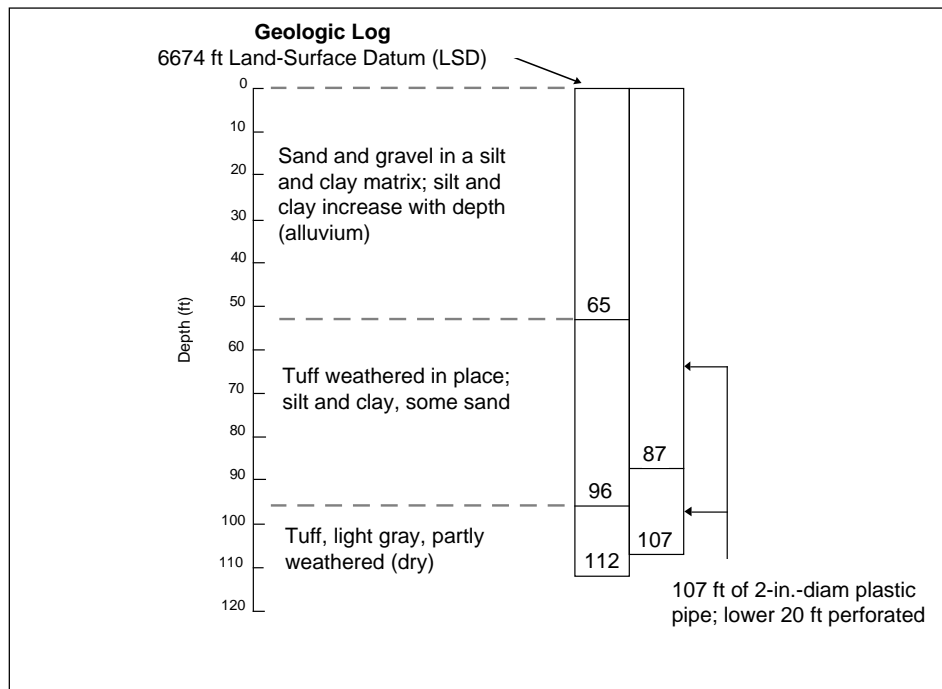 Geologic Log
6674 ft Land-Surface Datum (LSD)
0
10
20
30
40
50
60
70
80
90
100
110
120
Depth (ft)
Sand and gravel in a silt
and clay matrix; silt and
clay increase with depth
(alluvium)
Tuff weathered in place;
silt and clay, some sand
Tuff, light gray, partly
weathered (dry)
65
96
112
87
107
107 ft of 2-in.-diam plastic
pipe; lower 20 ft perforated